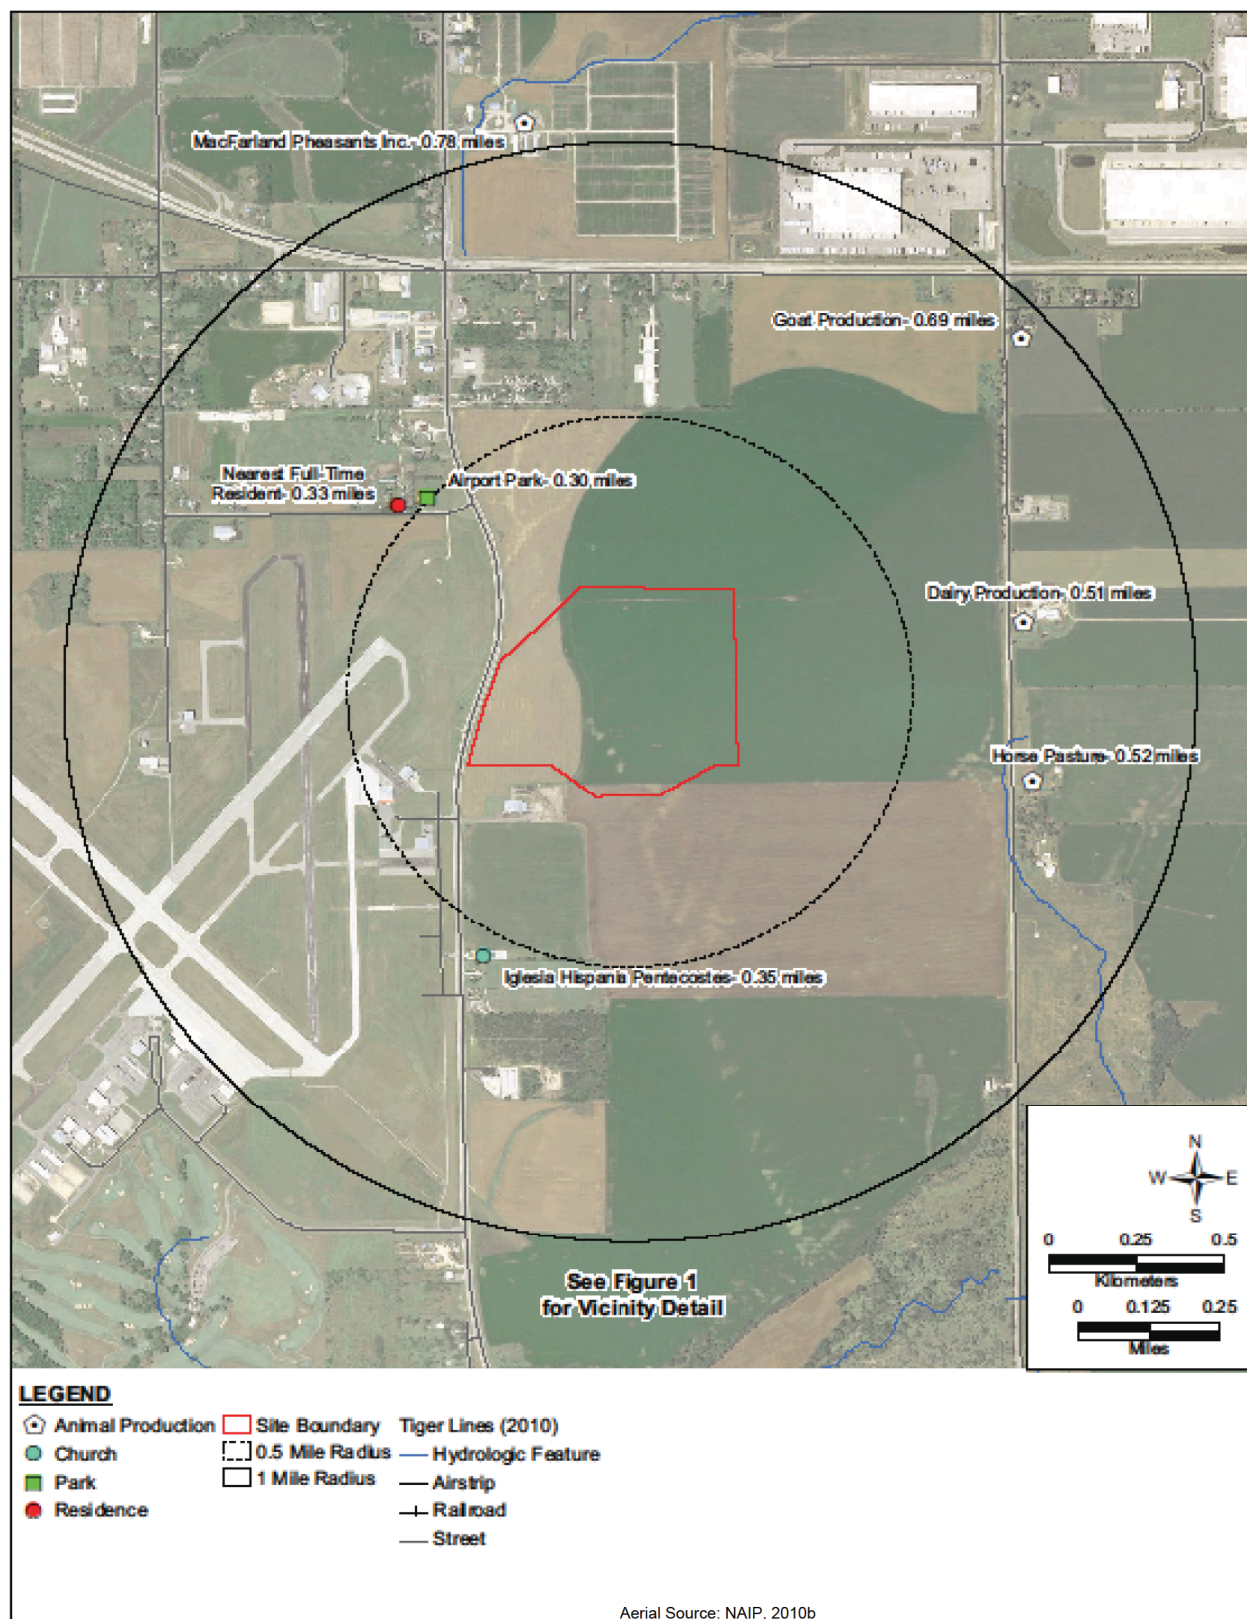 MacFarland Pheasants Inc.- 0.78 miles
Goat Production- 0.69 miles
Nearest Full-Time
Resident- 0.33 miles
Airport Park- 0.30 miles
Dairy Production- 0.51 miles
Horse Pasture- 0.52 miles
Iglesia Hispania Pentecostes- 0.35 miles
See Figure 1
for Vicinity Detail
N
W E
S
0 0.25 0.5
Kilometers
0 0.125 0.25
Miles
LEGEND
Animal Production
Church
Park
Residence
Site Boundary
0.5 Mile Radius
1 Mile Radius
Tiger Lines (2010)
Hydrologic Feature
Airstrip
Railroad
Street
Aerial Source: NAIP, 2010b